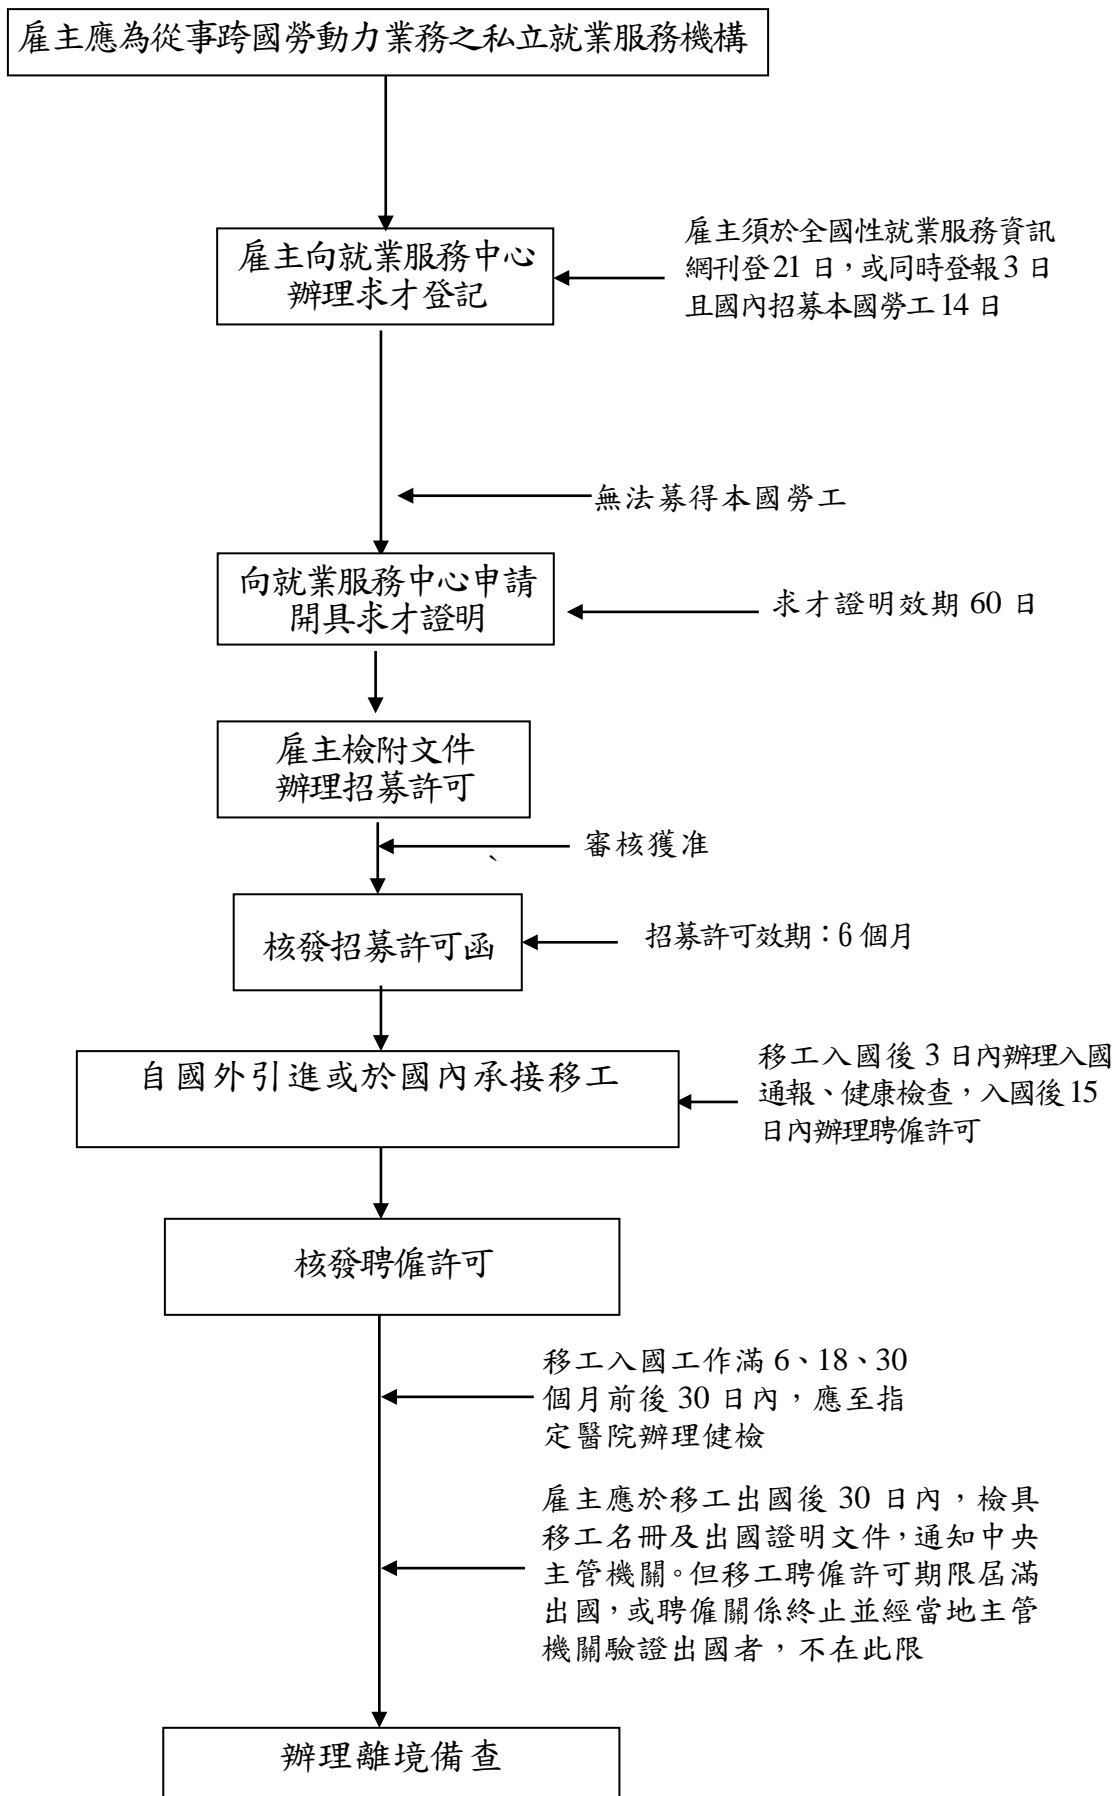 雇主應為從事跨國勞動力業務之私立就業服務機構
雇主向就業服務中心
辦理求才登記
雇主須於全國性就業服務資訊
網刊登21日，或同時登報3日
且國內招募本國勞工14日
無法募得本國勞工
向就業服務中心申請
開具求才證明
求才證明效期 60 日
雇主檢附文件
辦理招募許可
審核獲准
、
核發招募許可函
招募許可效期：6 個月
自國外引進或於國內承接移工
移工入國後 3 日內辦理入國
通報、健康檢查，入國後15
日內辦理聘僱許可
核發聘僱許可
移工入國工作滿 6、18、30
個月前後 30 日內，應至指
定醫院辦理健檢
雇主應於移工出國後 30 日內，檢具
移工名冊及出國證明文件，通知中央
主管機關。但移工聘僱許可期限屆滿
出國，或聘僱關係終止並經當地主管
機關驗證出國者，不在此限
辦理離境備查